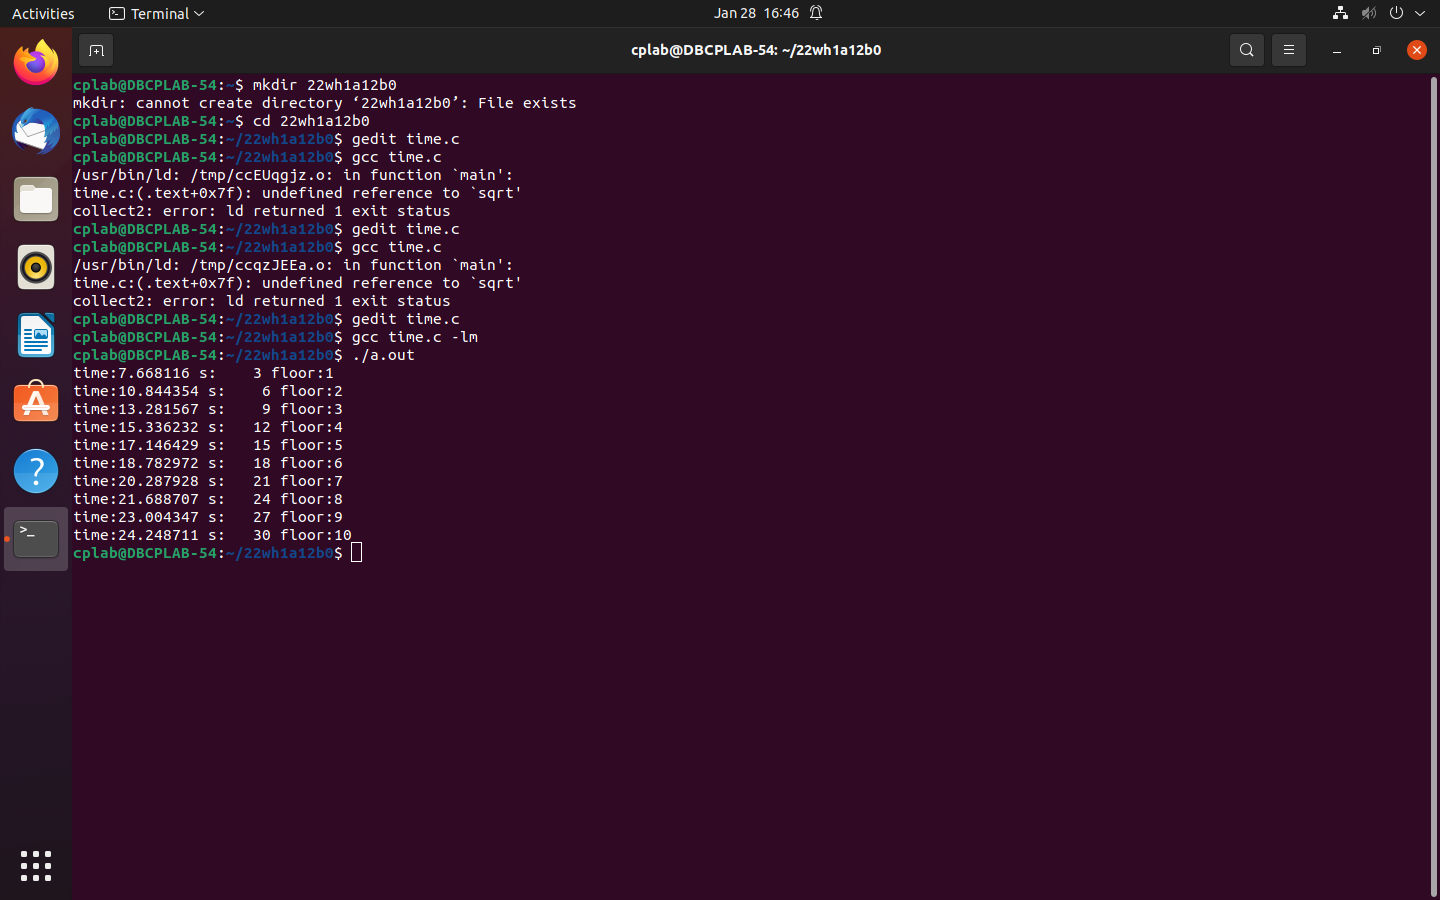 Activities
Terminal
Jan 28 16:46
cplab@DBCPLAB-54: ~/22wh1a12b0
cplab@DBCPLAB-54:~$ mkdir 22wh1a12b0
mkdir: cannot create directory ‘22wh1a12b0’: File exists
cplab@DBCPLAB-54:~$ cd 22wh1a12b0
cplab@DBCPLAB-54:~/22wh1a12b0$ gedit time.c
cplab@DBCPLAB-54:~/22wh1a12b0$ gcc time.c
/usr/bin/ld: /tmp/ccEUqgjz.o: in function `main':
time.c:(.text+0x7f): undefined reference to `sqrt'
collect2: error: ld returned 1 exit status
cplab@DBCPLAB-54:~/22wh1a12b0$ gedit time.c
cplab@DBCPLAB-54:~/22wh1a12b0$ gcc time.c
/usr/bin/ld: /tmp/ccqzJEEa.o: in function `main':
time.c:(.text+0x7f): undefined reference to `sqrt'
collect2: error: ld returned 1 exit status
cplab@DBCPLAB-54:~/22wh1a12b0$ gedit time.c
cplab@DBCPLAB-54:~/22wh1a12b0$ gcc time.c -lm
cplab@DBCPLAB-54:~/22wh1a12b0$ ./a.out
time:7.668116 s:    3 floor:1
time:10.844354 s:    6 floor:2
time:13.281567 s:    9 floor:3
time:15.336232 s:   12 floor:4
time:17.146429 s:   15 floor:5
time:18.782972 s:   18 floor:6
time:20.287928 s:   21 floor:7
time:21.688707 s:   24 floor:8
time:23.004347 s:   27 floor:9
time:24.248711 s:   30 floor:10
cplab@DBCPLAB-54:~/22wh1a12b0$